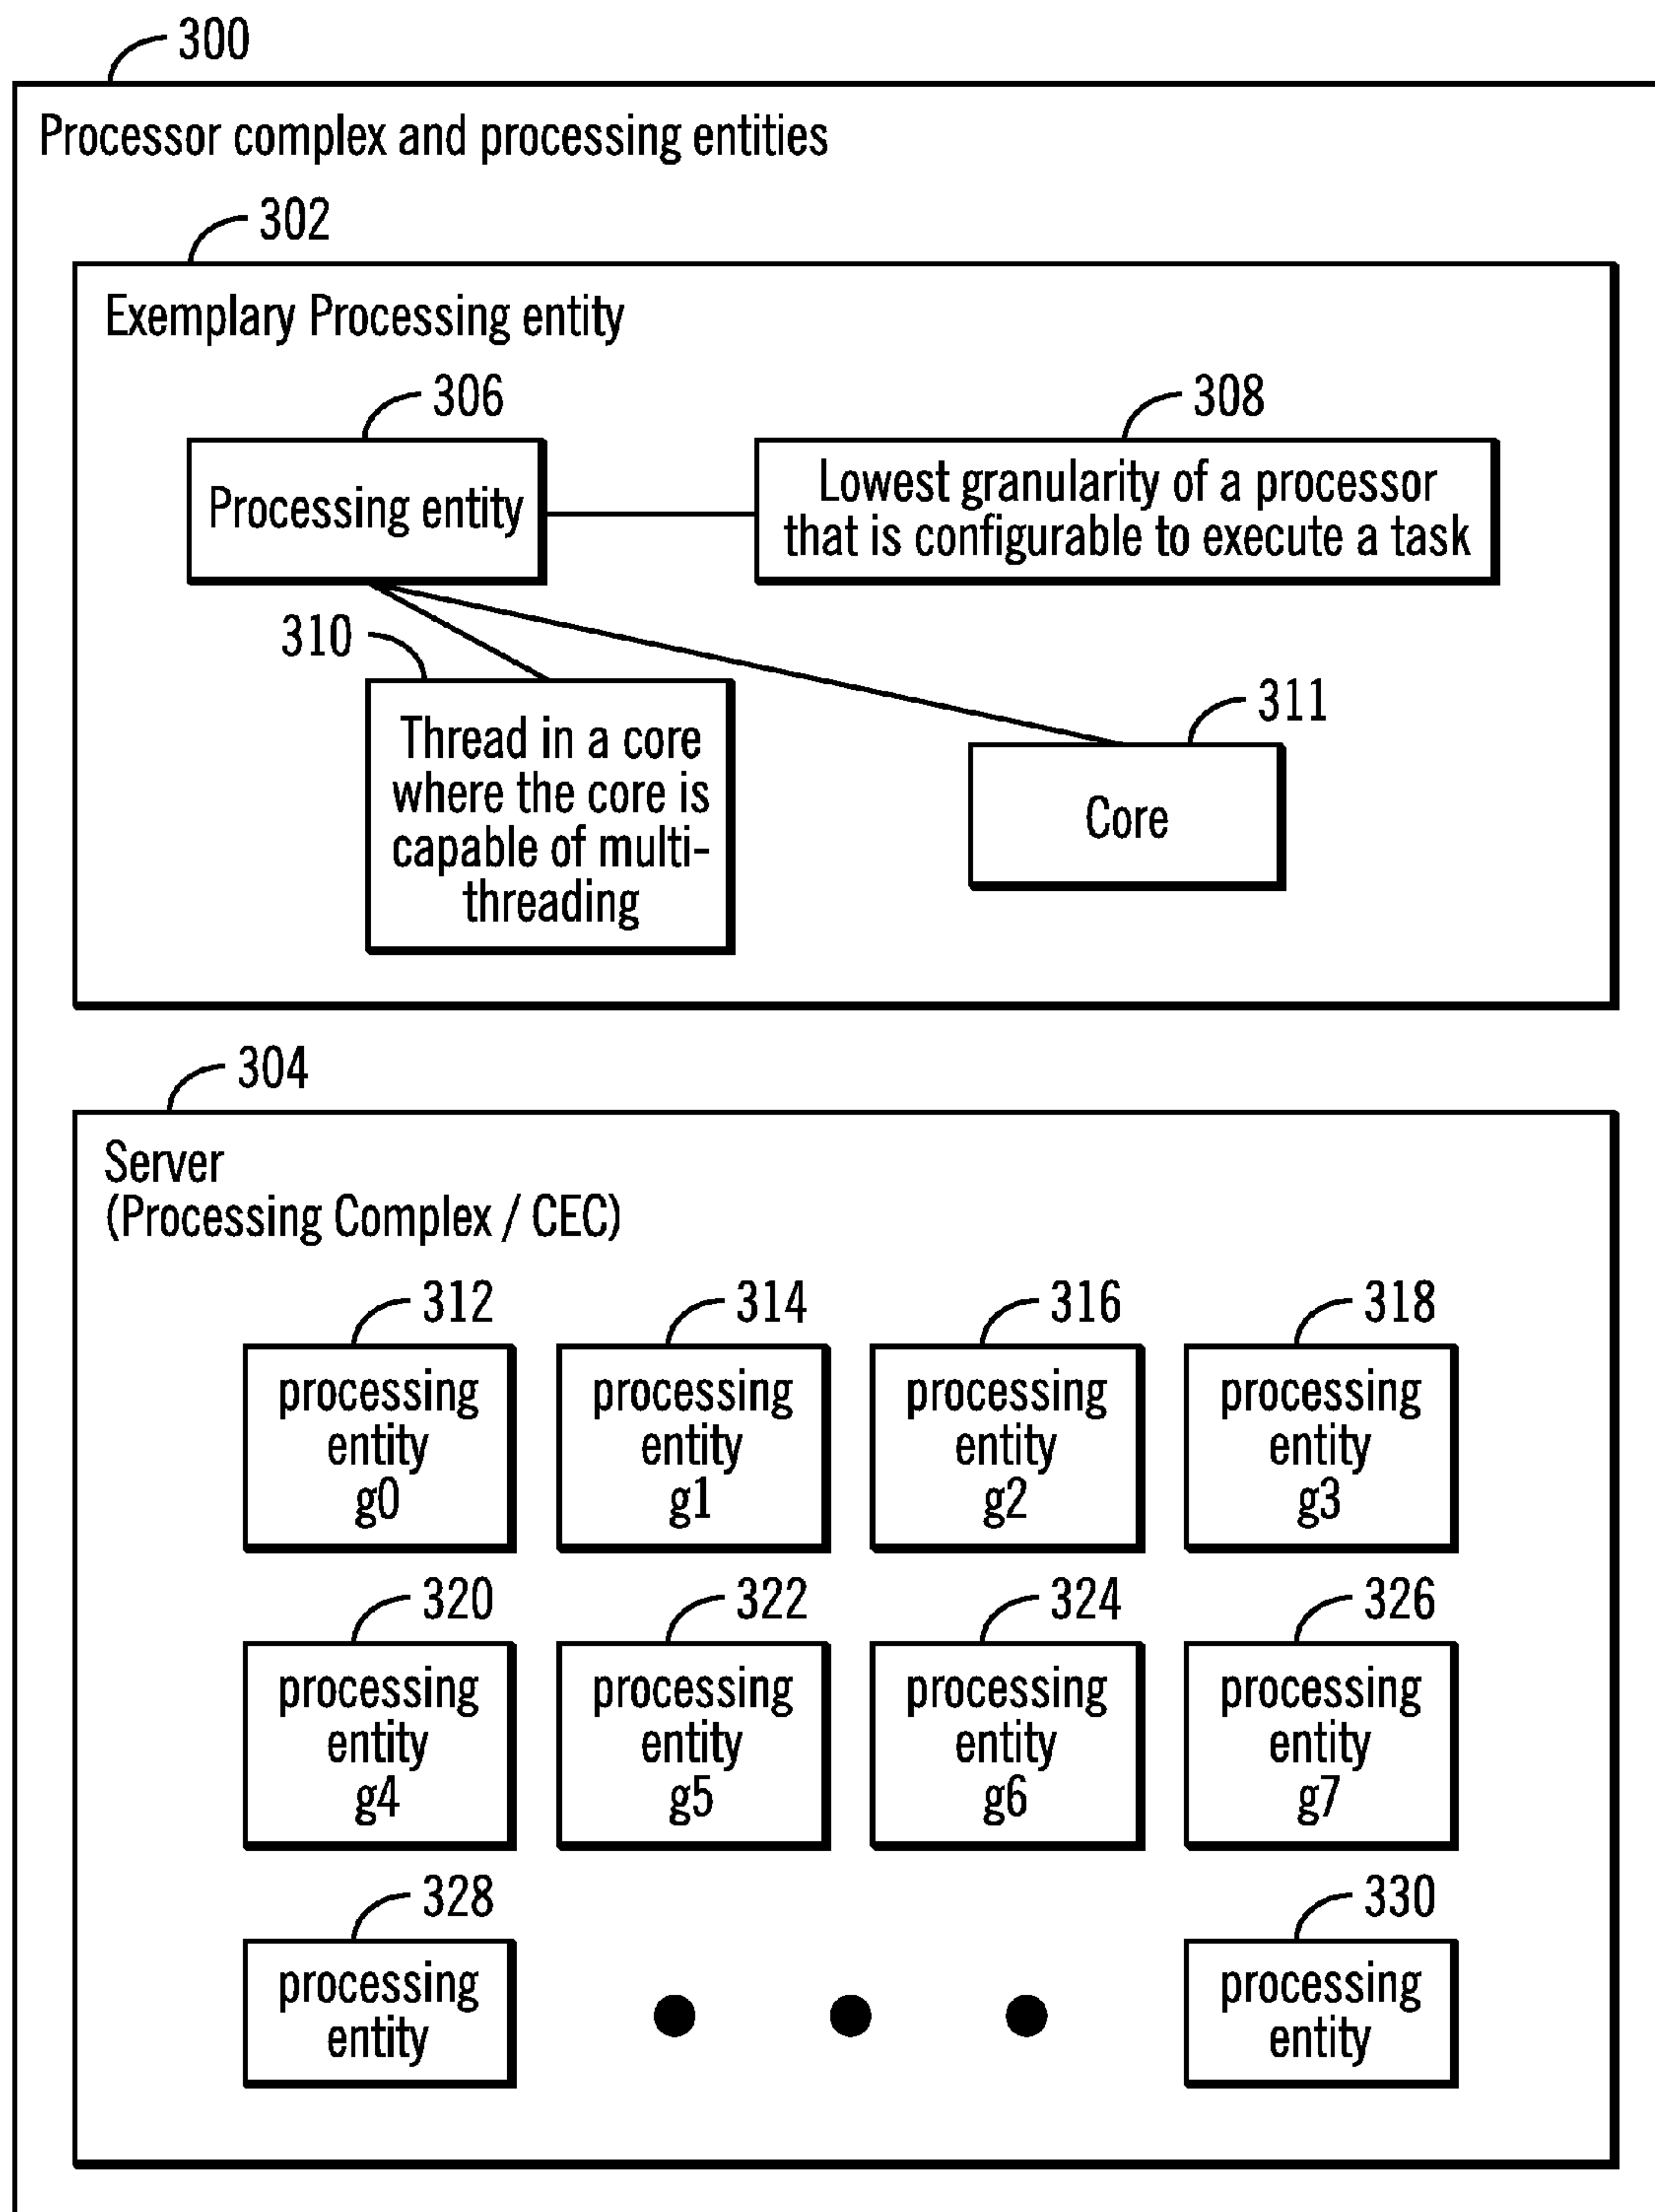 300
Processor complex and processing entities
302
Exemplary Processing entity
306
308
Processing entity
Lowest granularity of a processor
that is configurable to execute a task
310
311
Thread in a core
where the core is
capable of multi-
threading
Core
304
Server
(Processing Complex / CEC)
312
314
316
318
processing
entity
g0
processing
entity
g1
processing
entity
g2
processing
entity
g3
320
322
324
326
processing
entity
g4
processing
entity
g5
processing
entity
g6
processing
entity
g7
328
330
processing
entity
processing
entity